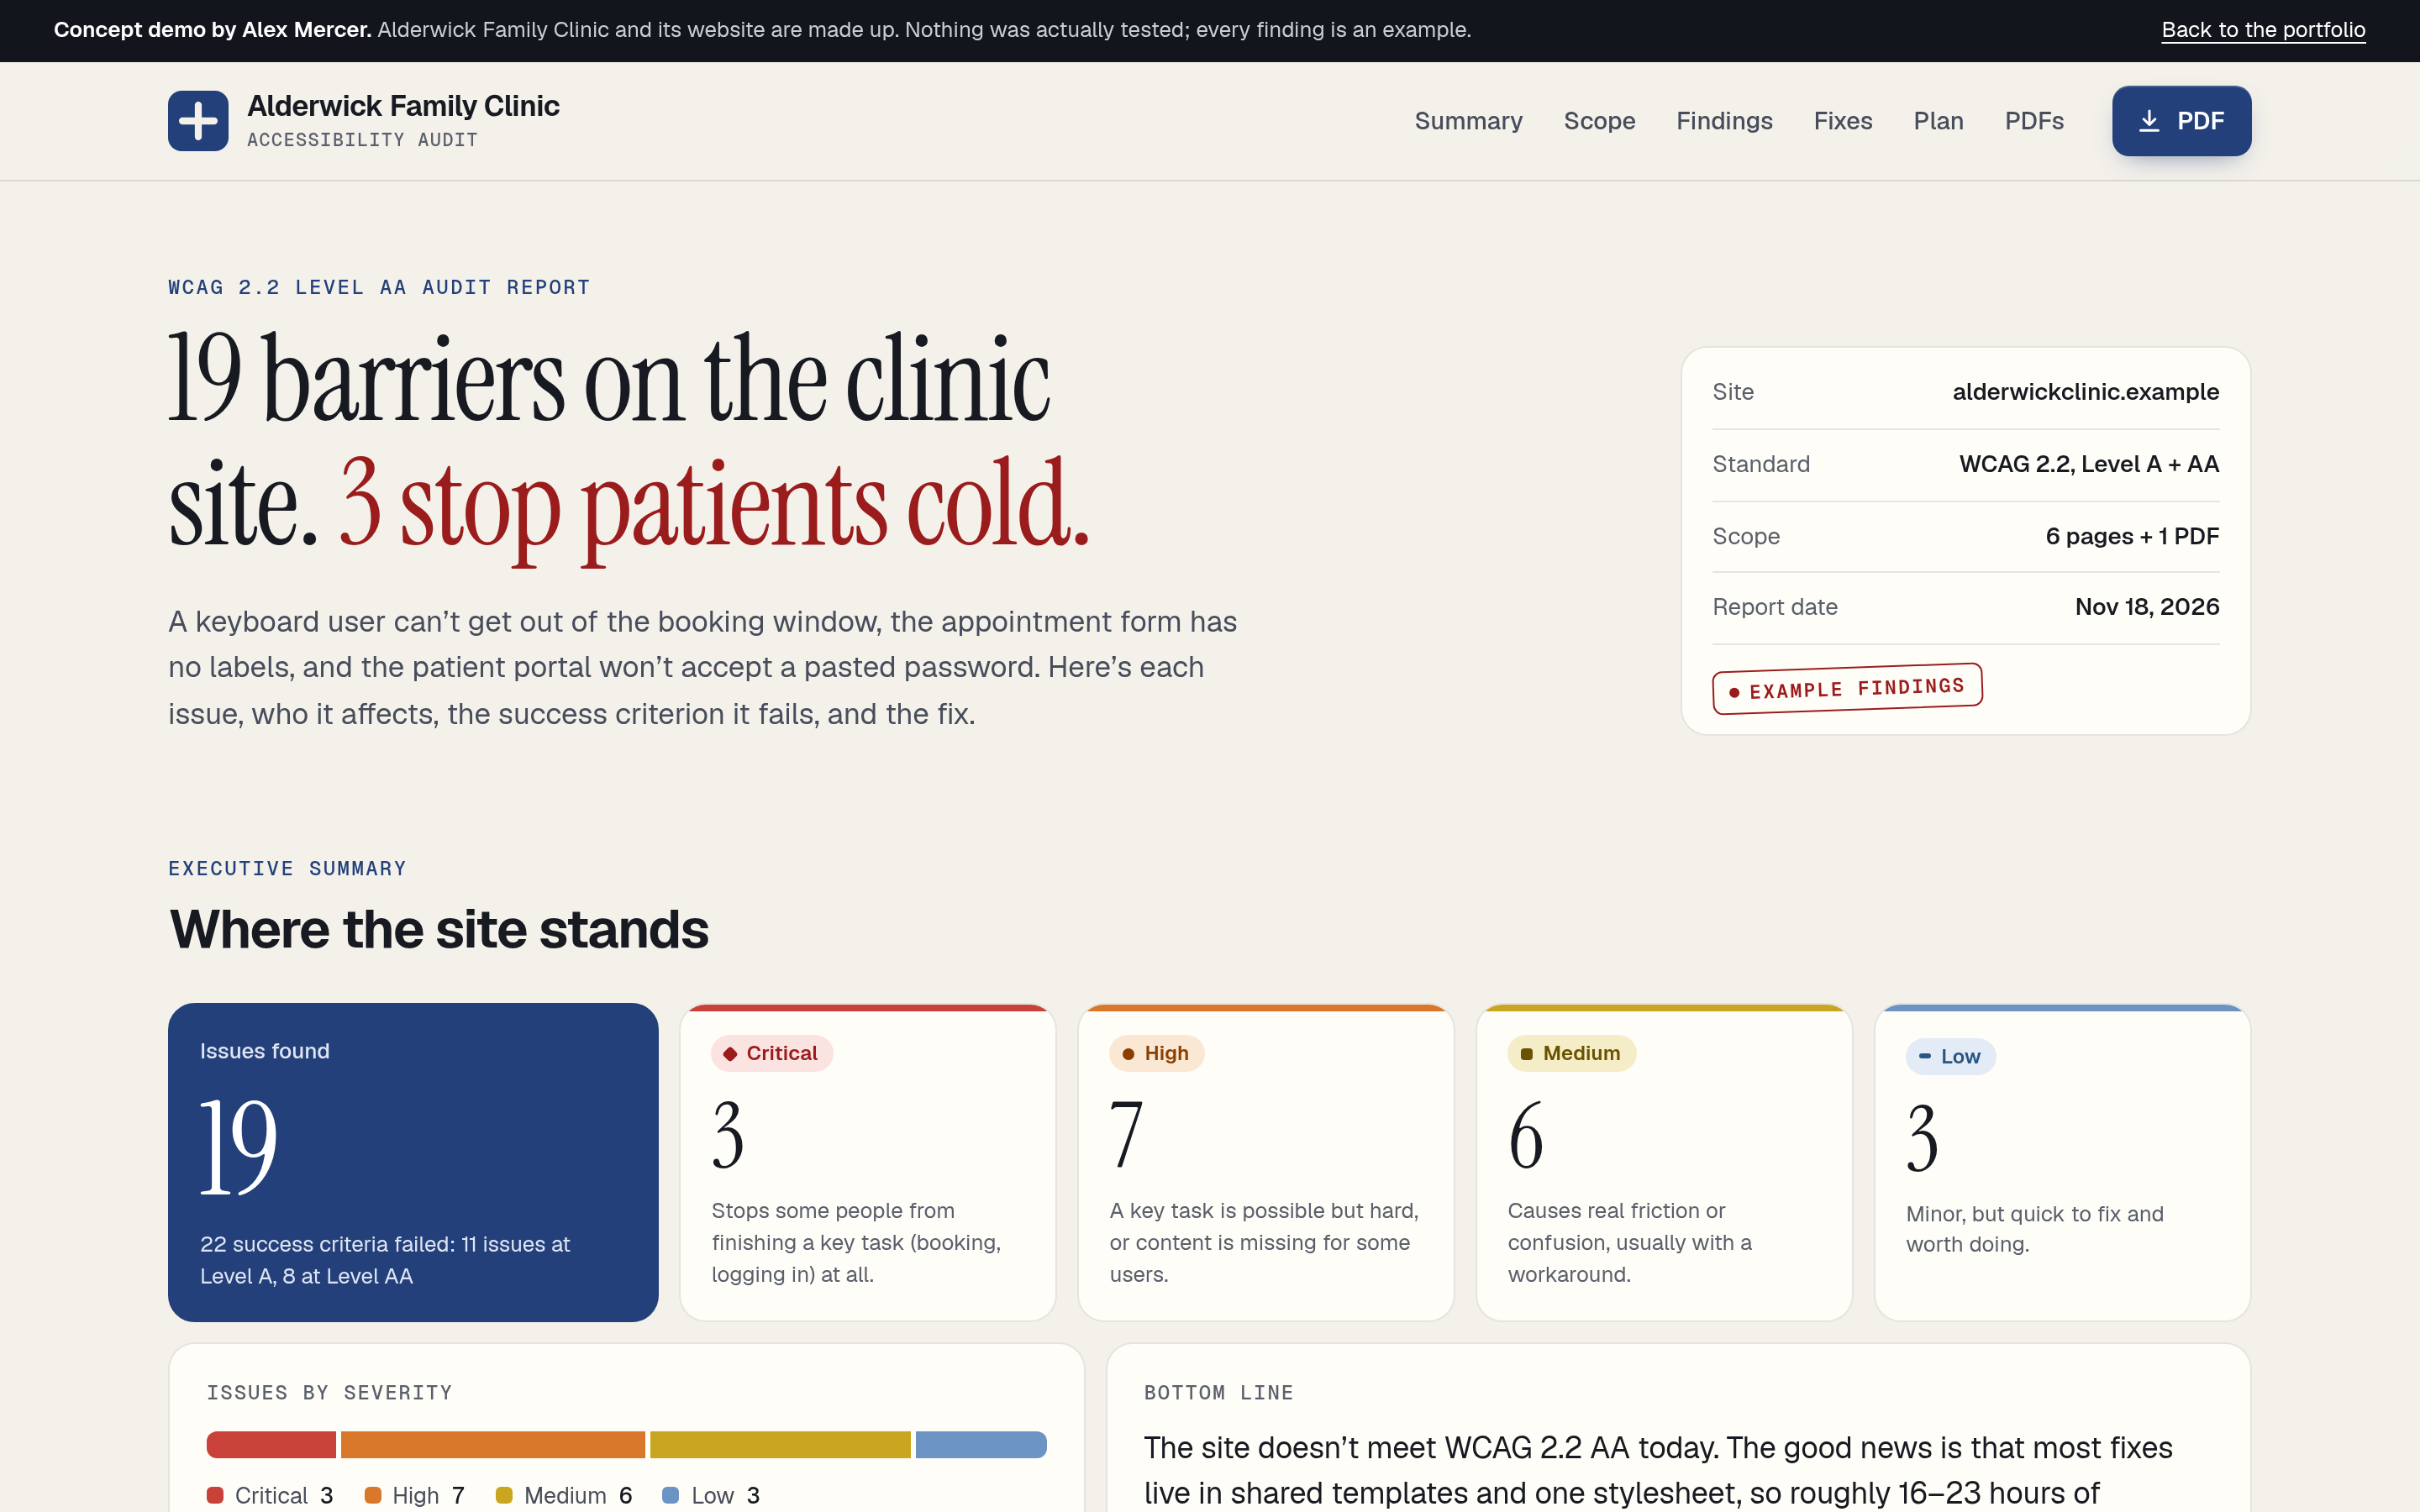 Concept demo by Alex Mercer. Alderwick Family Clinic and its website are made up. Nothing was actually tested; every finding is an example.
Back to the portfolio
Alderwick Family Clinic
ACCESSIBILITY AUDIT
Summary
Scope
Findings
Fixes
Plan
PDFs
PDF
WCAG 2.2 LEVEL AA AUDIT REPORT
19 barriers on the clinic
site. 3 stop patients cold.
A keyboard user can’t get out of the booking window, the appointment form has
no labels, and the patient portal won’t accept a pasted password. Here’s each
issue, who it affects, the success criterion it fails, and the fix.
Site alderwickclinic.example
Standard WCAG 2.2, Level A + AA
Scope 6 pages + 1 PDF
Report date Nov 18, 2026
EXAMPLE FINDINGS
EXECUTIVE SUMMARY
Where the site stands
Issues found
19
22 success criteria failed: 11 issues at
Level A, 8 at Level AA
Critical
3
Stops some people from
finishing a key task (booking,
logging in) at all.
High
7
A key task is possible but hard,
or content is missing for some
users.
Medium
6
Causes real friction or
confusion, usually with a
workaround.
Low
3
Minor, but quick to fix and
worth doing.
ISSUES BY SEVERITY
Critical 3
High 7
Medium 6
Low 3
BOTTOM LINE
The site doesn’t meet WCAG 2.2 AA today. The good news is that most fixes
live in shared templates and one stylesheet, so roughly 16–23 hours of